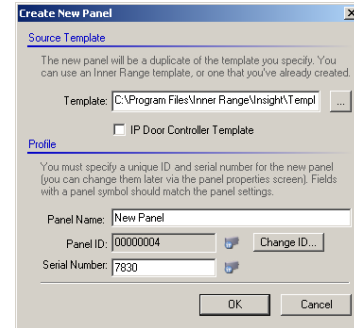 Create New Panel
Source Template
The new panel will be a duplicate of the template you specify. You
can use an Inner Range template, or one that you've already created.
Template: C:\Program Files\Inner Range\Insight\Templ ...
IP Door Controller Template
Profile
You must specify a unique ID and serial number for the new panel
(you can change them later via the panel properties screen). Fields
with a panel symbol should match the panel settings.
Panel Name: New Panel
Panel ID: 00000004 Change ID...
Serial Number: 7830
OK Cancel